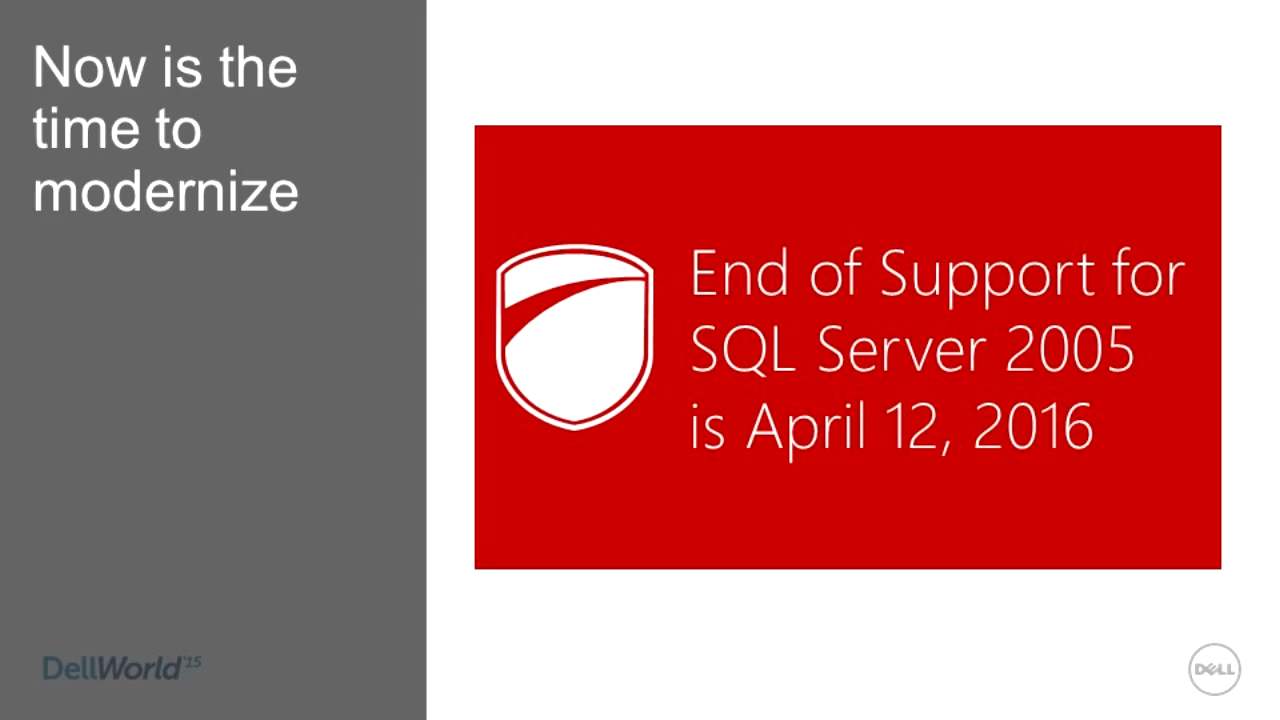 Now is the
time to
modernize
End of Support for
SQL Server 2005
is April 12, 2016
DellWorld'15
DELL